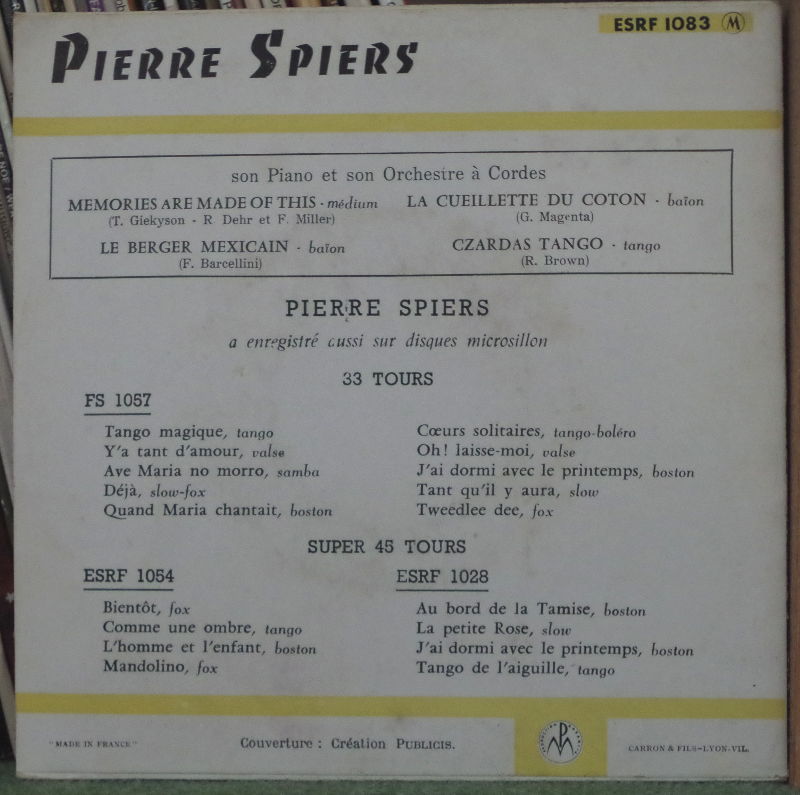 ESRF 1083 M
PIERRE SPIERS
son Piano et son Orchestre à Cordes
MEMORIES ARE MADE OF THIS - médium
(T. Giekyson - R Dehr et F. Miller)
LA CUEILLETTE DU COTON - baïon
(G. Magenta)
LE BERGER MEXICAIN - baïon
(F. Barcellini)
CZARDAS TANGO - tango
(R. Brown)
PIERRE SPIERS
a enregistré aussi sur disques microsillon
33 TOURS
FS 1057
Tango magique, tango
Y'a tant d'amour, valse
Ave Maria no morro, samba
Déjà, slow-fox
Quand Maria chantait, boston
Cœurs solitaires, tango-boléro
Oh! laisse-moi, valse
J'ai dormi avec le printemps, boston
Tant qu'il y aura, slow
Tweedlee dee, fox
SUPER 45 TOURS
ESRF 1054
Bientôt, fox
Comme une ombre, tango
L'homme et l'enfant, boston
Mandolino, fox
ESRF 1028
Au bord de la Tamise, boston
La petite Rose, slow
J'ai dormi avec le printemps, boston
Tango de l'aiguille, tango
"MADE IN FRANCE"
Couverture : Création PUBLICIS.
CARRON & FILS-LYON-VIL.